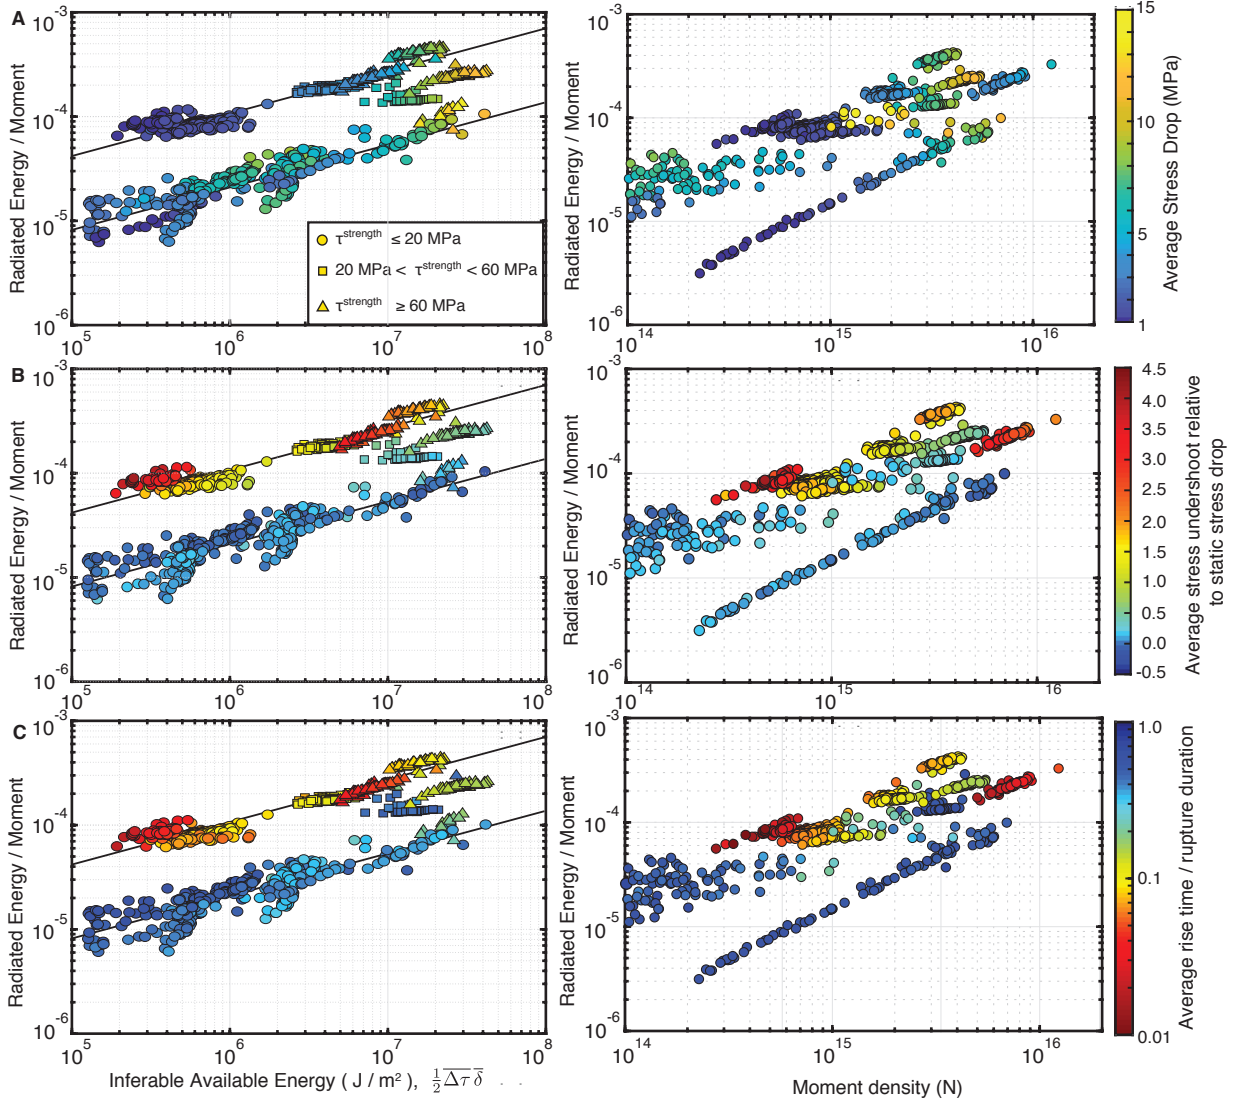 A
Radiated Energy / Moment
10^-3
10^-4
10^-5
10^-6
τ^strength ≤ 20 MPa
20 MPa < τ^strength < 60 MPa
τ^strength ≥ 60 MPa
10^5 10^6 10^7 10^8
Radiated Energy / Moment
10^-3
10^-4
10^-5
10^-6
10^14 10^15 10^16
15
10
5
1
Average Stress Drop (MPa)
B
Radiated Energy / Moment
10^-3
10^-4
10^-5
10^-6
10^5 10^6 10^7 10^8
Radiated Energy / Moment
10^-3
10^-4
10^-5
10^-6
10^14 10^15 10^16
4.5
4.0
3.5
3.0
2.5
2.0
1.5
1.0
0.5
0.0
-0.5
Average stress undershoot relative
to static stress drop
C
Radiated Energy / Moment
10^-3
10^-4
10^-5
10^-6
10^5 10^6 10^7 10^8
Inferable Available Energy ( J / m²), ½ Δτ̅ δ̅
Radiated Energy / Moment
10^-3
10^-4
10^-5
10^-6
10^14 10^15 10^16
Moment density (N)
1.0
0.1
0.01
Average rise time / rupture duration